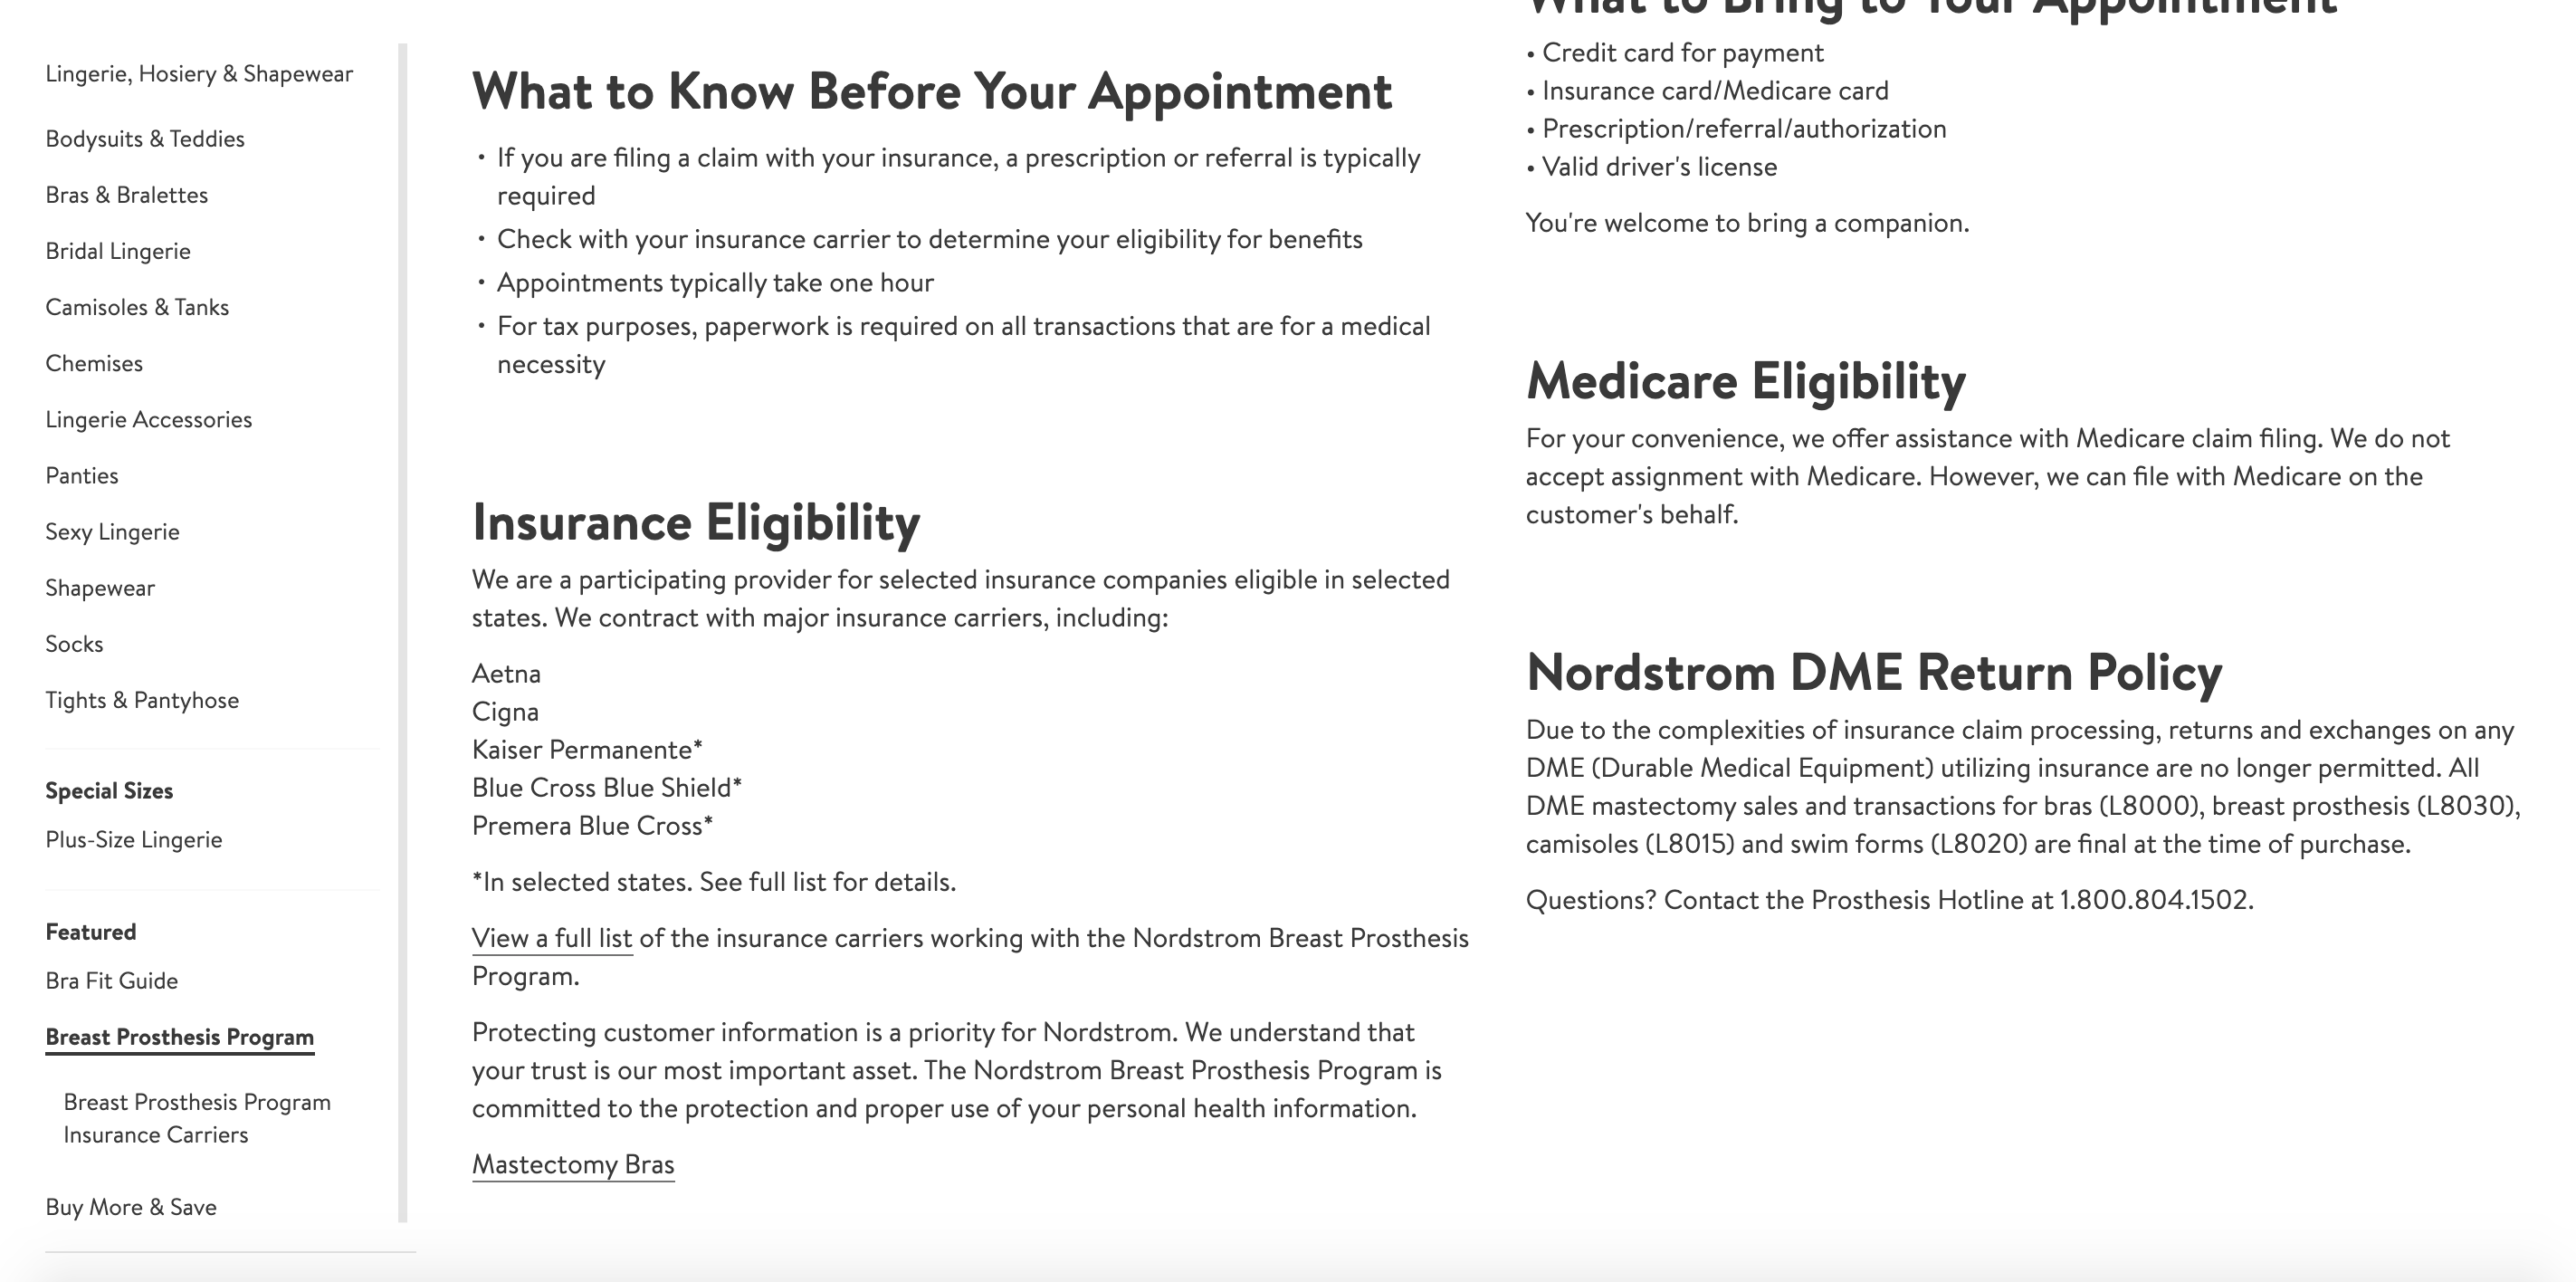 Lingerie, Hosiery & Shapewear
Bodysuits & Teddies
Bras & Bralettes
Bridal Lingerie
Camisoles & Tanks
Chemises
Lingerie Accessories
Panties
Sexy Lingerie
Shapewear
Socks
Tights & Pantyhose
Special Sizes
Plus-Size Lingerie
Featured
Bra Fit Guide
Breast Prosthesis Program
Breast Prosthesis Program
Insurance Carriers
Buy More & Save
What to Know Before Your Appointment
• If you are filing a claim with your insurance, a prescription or referral is typically
required
• Check with your insurance carrier to determine your eligibility for benefits
• Appointments typically take one hour
• For tax purposes, paperwork is required on all transactions that are for a medical
necessity
Insurance Eligibility
We are a participating provider for selected insurance companies eligible in selected
states. We contract with major insurance carriers, including:
Aetna
Cigna
Kaiser Permanente*
Blue Cross Blue Shield*
Premera Blue Cross*
*In selected states. See full list for details.
View a full list of the insurance carriers working with the Nordstrom Breast Prosthesis
Program.
Protecting customer information is a priority for Nordstrom. We understand that
your trust is our most important asset. The Nordstrom Breast Prosthesis Program is
committed to the protection and proper use of your personal health information.
Mastectomy Bras
What to Bring to Your Appointment
• Credit card for payment
• Insurance card/Medicare card
• Prescription/referral/authorization
• Valid driver's license
You're welcome to bring a companion.
Medicare Eligibility
For your convenience, we offer assistance with Medicare claim filing. We do not
accept assignment with Medicare. However, we can file with Medicare on the
customer's behalf.
Nordstrom DME Return Policy
Due to the complexities of insurance claim processing, returns and exchanges on any
DME (Durable Medical Equipment) utilizing insurance are no longer permitted. All
DME mastectomy sales and transactions for bras (L8000), breast prosthesis (L8030),
camisoles (L8015) and swim forms (L8020) are final at the time of purchase.
Questions? Contact the Prosthesis Hotline at 1.800.804.1502.